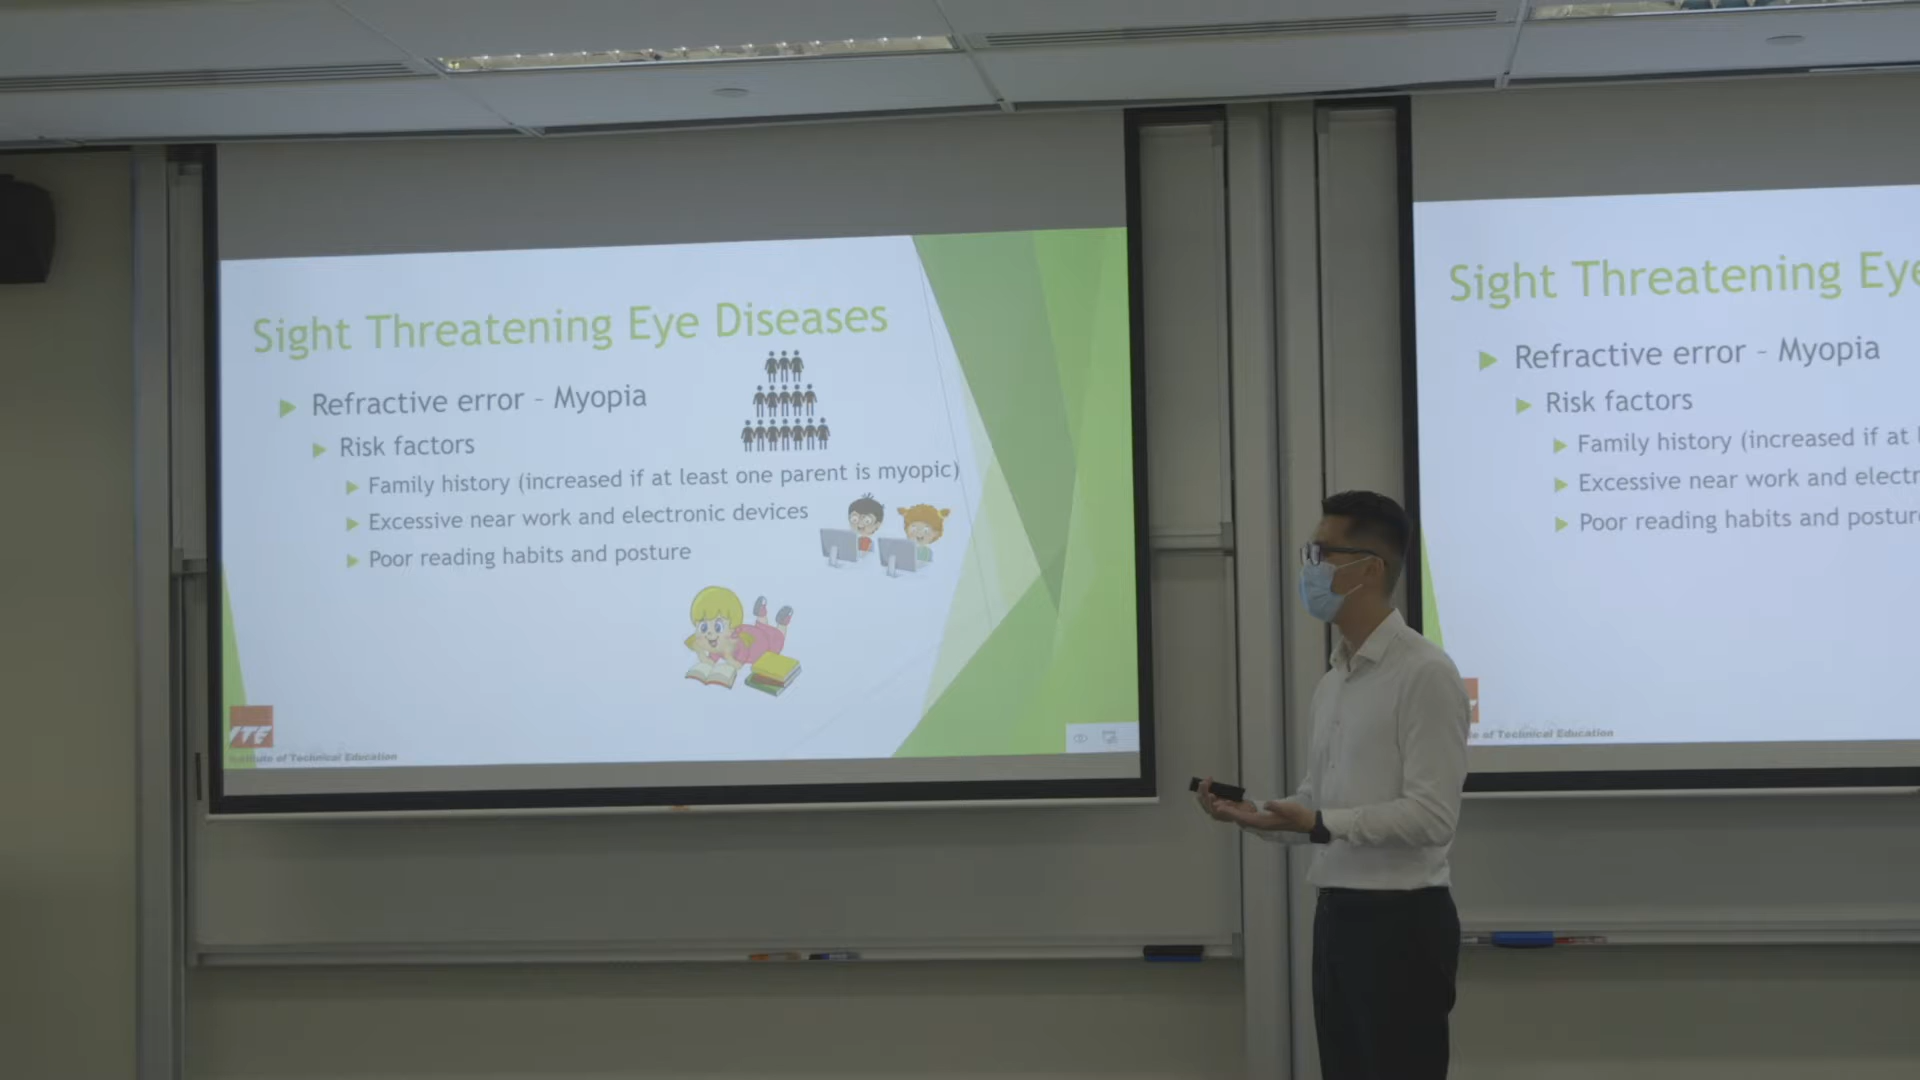 Sight Threatening Eye Diseases
Refractive error - Myopia
Risk factors
Family history (increased if at least one parent is myopic)
Excessive near work and electronic devices
Poor reading habits and posture
ITE
Institute of Technical Education
Sight Threatening Eye
Refractive error - Myopia
Risk factors
Family history (increased if at
Excessive near work and electr
Poor reading habits and posture
of Technical Education